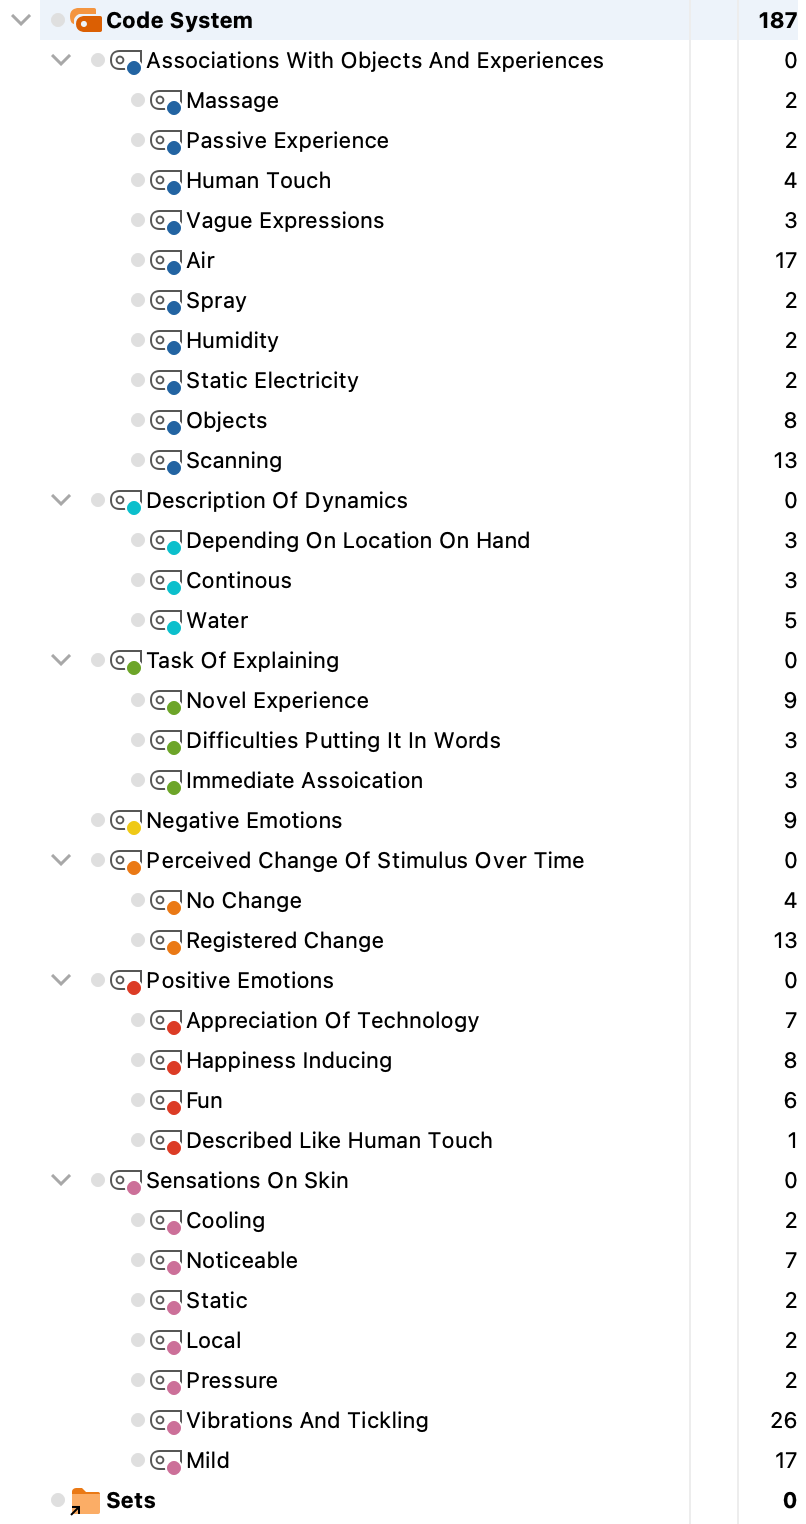 Code System 187
Associations With Objects And Experiences 0
Massage 2
Passive Experience 2
Human Touch 4
Vague Expressions 3
Air 17
Spray 2
Humidity 2
Static Electricity 2
Objects 8
Scanning 13
Description Of Dynamics 0
Depending On Location On Hand 3
Continous 3
Water 5
Task Of Explaining 0
Novel Experience 9
Difficulties Putting It In Words 3
Immediate Assoication 3
Negative Emotions 9
Perceived Change Of Stimulus Over Time 0
No Change 4
Registered Change 13
Positive Emotions 0
Appreciation Of Technology 7
Happiness Inducing 8
Fun 6
Described Like Human Touch 1
Sensations On Skin 0
Cooling 2
Noticeable 7
Static 2
Local 2
Pressure 2
Vibrations And Tickling 26
Mild 17
Sets 0